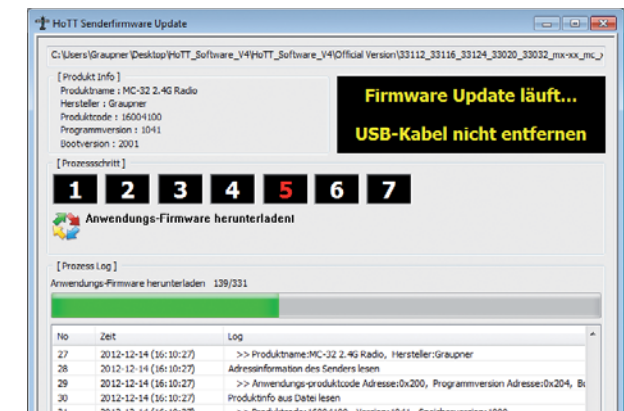 HoTT Senderfirmware Update
C:\Users\Graupner\Desktop\HoTT_Software_V4\HoTT_Software_V4\Official Version\33112_33116_33124_33020_33032_mx-xx_mc_
[ Produkt Info ]
Produktname : MC-32 2.4G Radio
Hersteller : Graupner
Produktcode : 16004100
Programmversion : 1041
Bootversion : 2001
Firmware Update läuft...
USB-Kabel nicht entfernen
[ Prozessschritt ]
1 2 3 4 5 6 7
Anwendungs-Firmware herunterladen!
[ Prozess Log ]
Anwendungs-Firmware herunterladen 139/331
No Zeit Log
27 2012-12-14 (16:10:27) >> Produktname:MC-32 2.4G Radio, Hersteller:Graupner
28 2012-12-14 (16:10:27) Adressinformation des Senders lesen
29 2012-12-14 (16:10:27) >> Anwendungs-produktcode Adresse:0x200, Programmversion Adresse:0x204,
30 2012-12-14 (16:10:27) Produktinfo aus Datei lesen